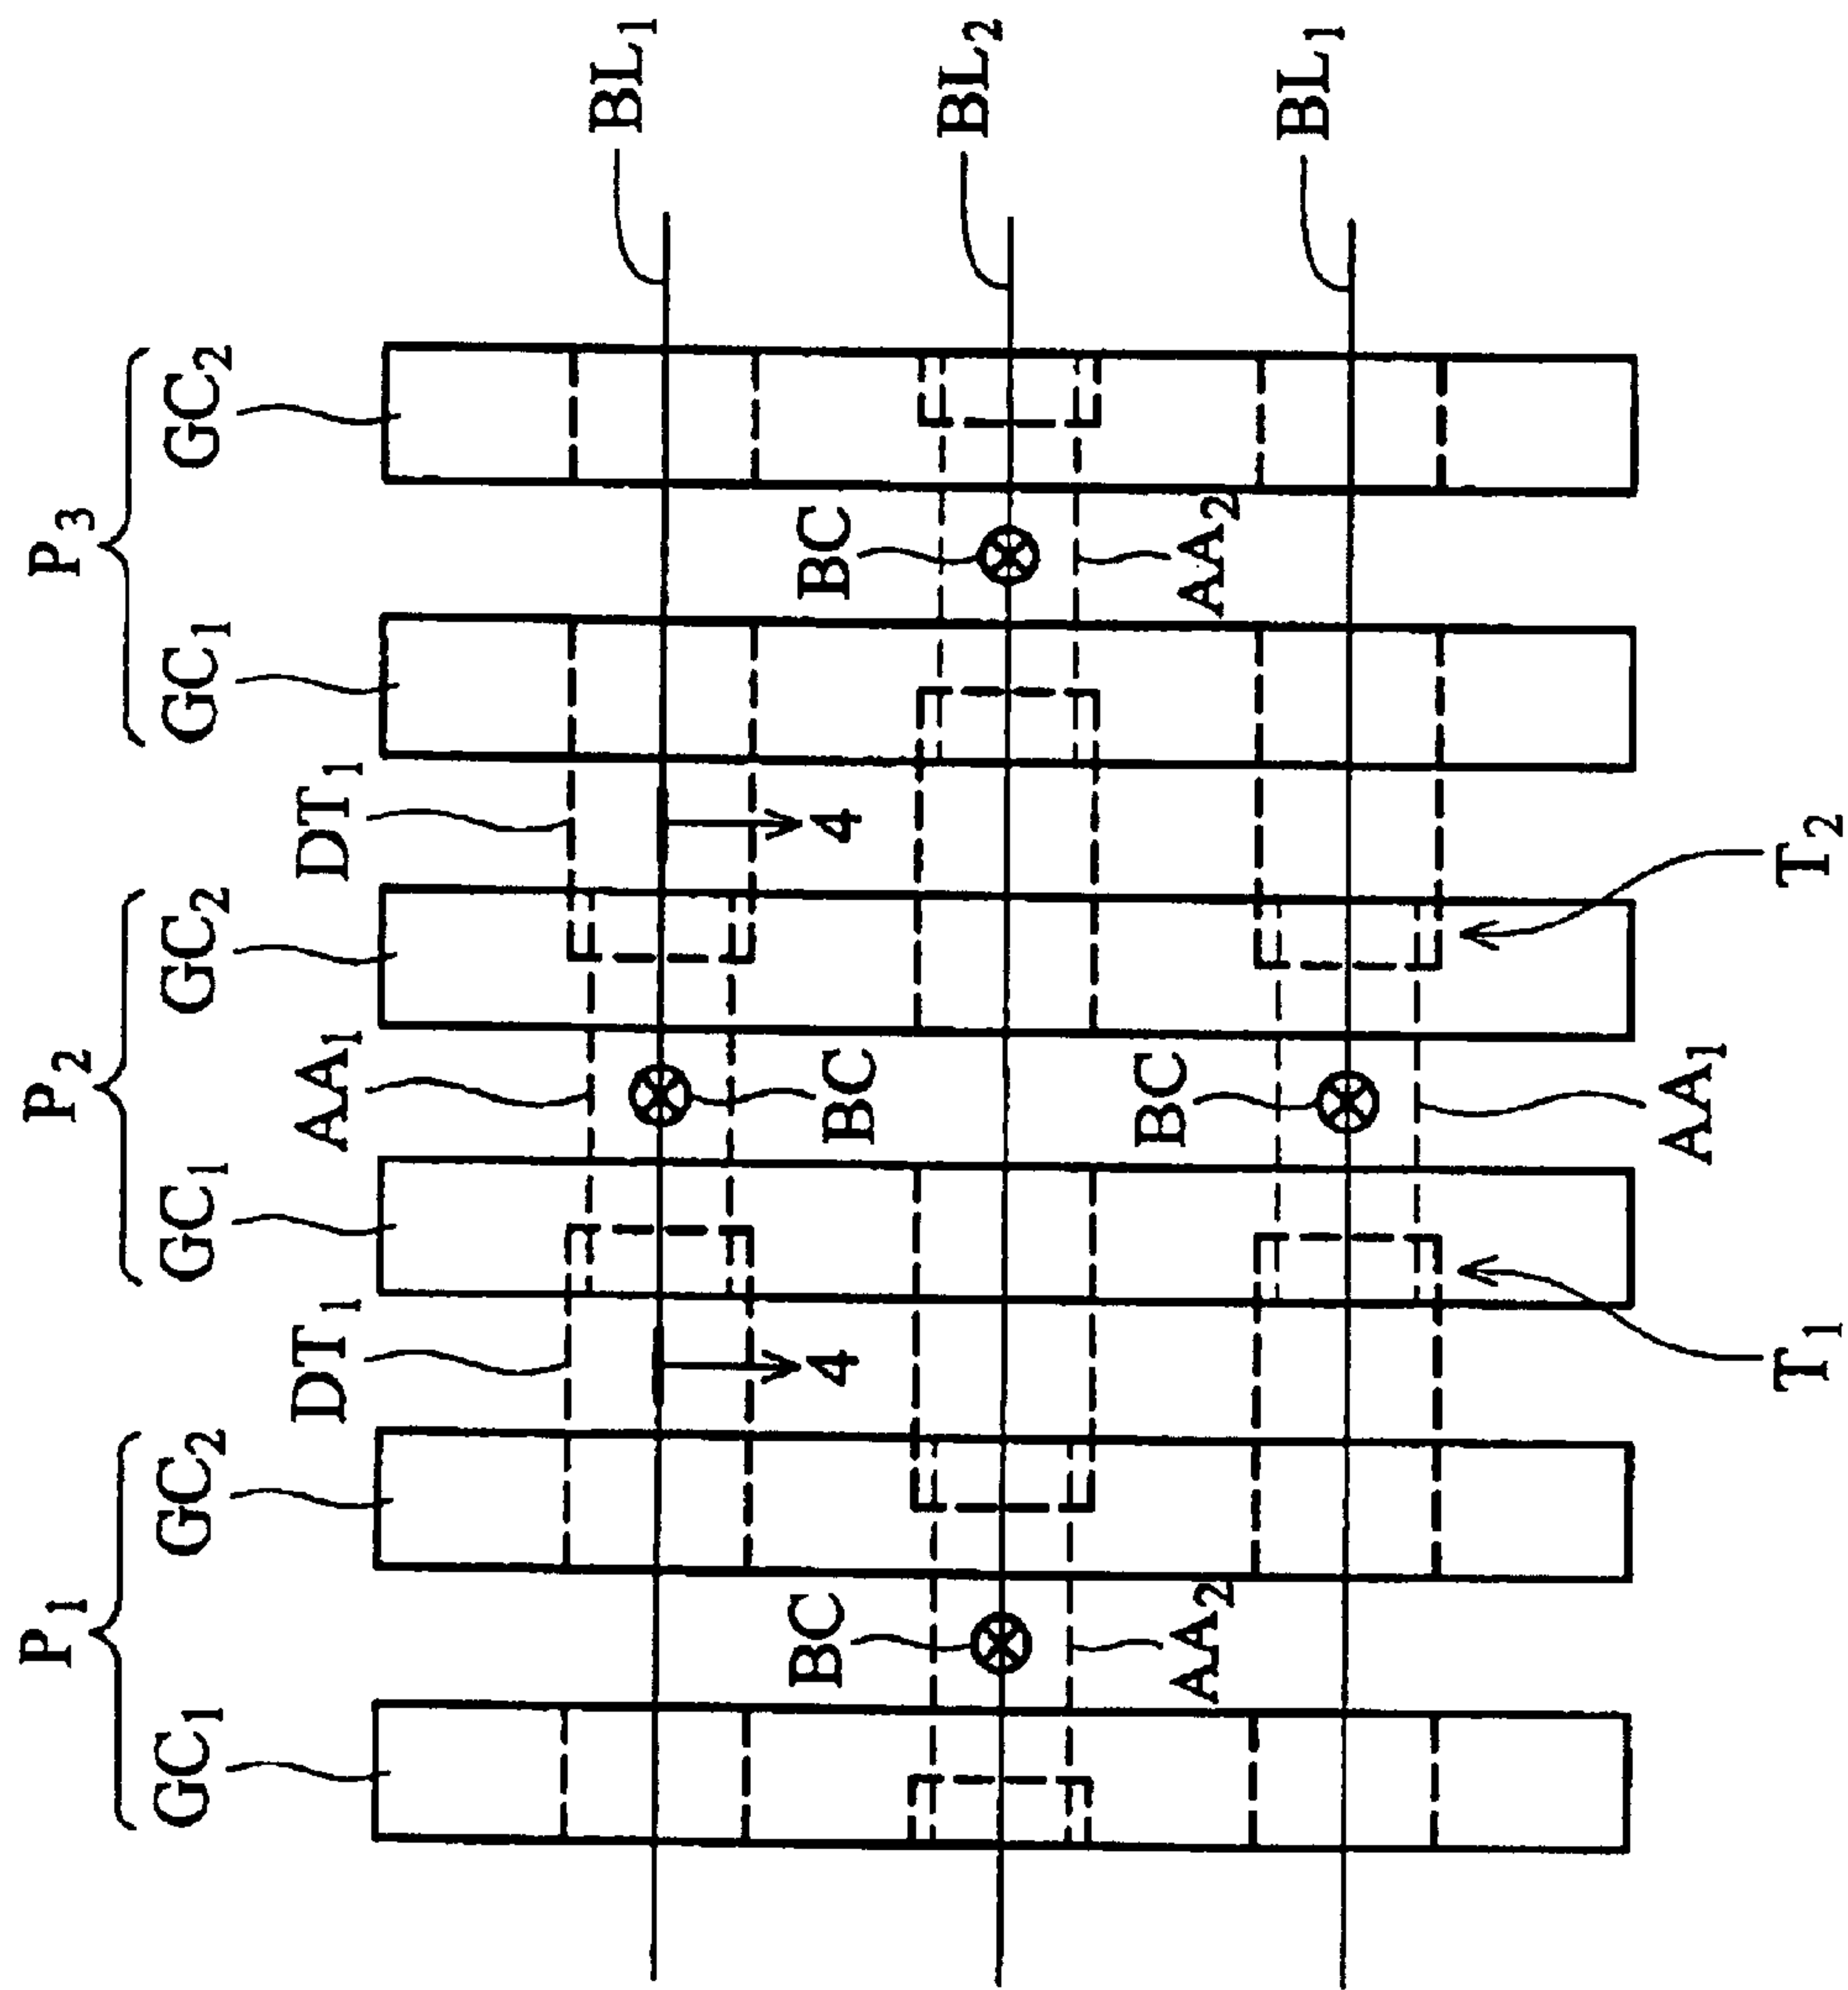 P₁
P₂
P₃
GC₁
GC₂
GC₁
GC₂
GC₁
GC₂
DT₁
AA₁
DT₁
BL₁
BC
4
BC
4
BC
BL₂
AA₂
BC
AA₂
BL₁
AA₁
T₁
T₂